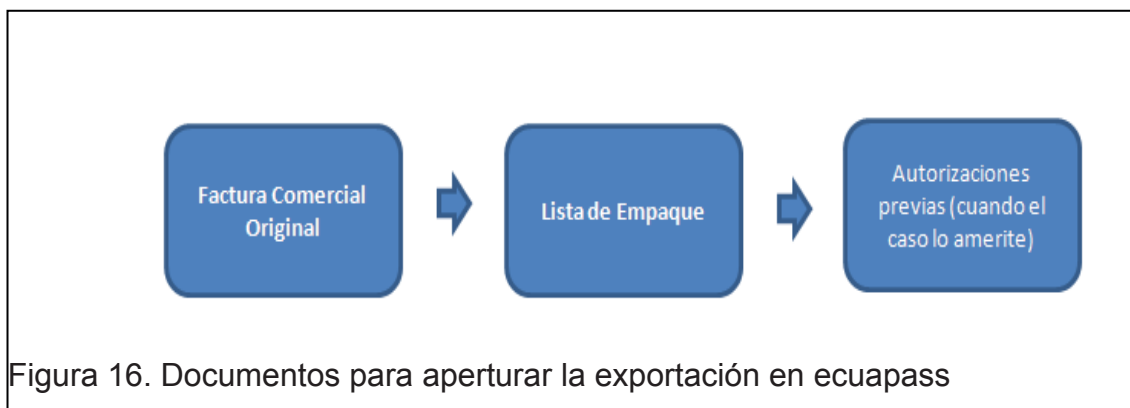 Factura Comercial
Original
Lista de Empaque
Autorizaciones
previas (cuando el
caso lo amerite)
Figura 16. Documentos para aperturar la exportación en ecuapass